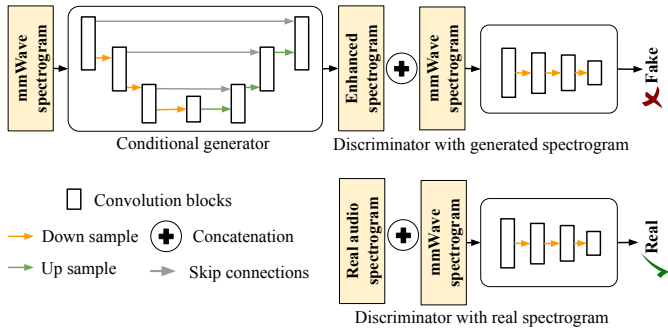 mmWave
spectrogram
Conditional generator
Enhanced
spectrogram
mmWave
spectrogram
Fake
Discriminator with generated spectrogram
Convolution blocks
Down sample
Concatenation
Up sample
Skip connections
Real audio
spectrogram
mmWave
spectrogram
Real
Discriminator with real spectrogram